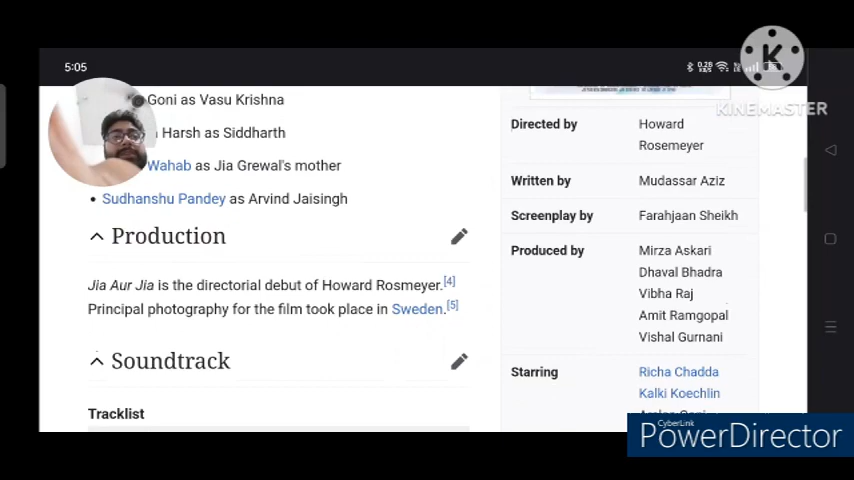 5:05
0.28
KB/S
KINEMASTER
Goni as Vasu Krishna
Harsh as Siddharth
Wahab as Jia Grewal's mother
• Sudhanshu Pandey as Arvind Jaisingh
Production
Jia Aur Jia is the directorial debut of Howard Rosmeyer.[4]
Principal photography for the film took place in Sweden.[5]
Soundtrack
Tracklist
Directed by Howard
Rosemeyer
Written by Mudassar Aziz
Screenplay by Farahjaan Sheikh
Produced by Mirza Askari
Dhaval Bhadra
Vibha Raj
Amit Ramgopal
Vishal Gurnani
Starring Richa Chadda
Kalki Koechlin
CyberLink
PowerDirector